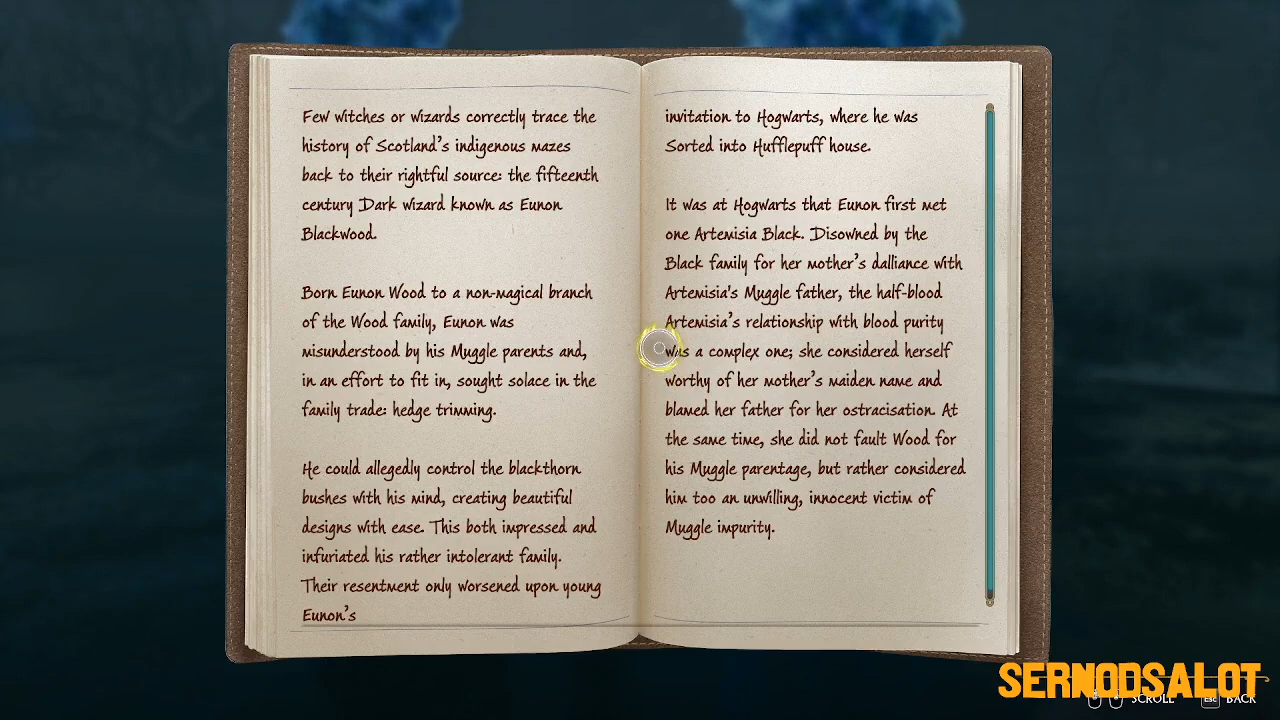 Few witches or wizards correctly trace the
history of Scotland's indigenous mazes
back to their rightful source: the fifteenth
century Dark wizard known as Eunon
Blackwood.
Born Eunon Wood to a non-magical branch
of the Wood family, Eunon was
misunderstood by his Muggle parents and,
in an effort to fit in, sought solace in the
family trade: hedge trimming.
He could allegedly control the blackthorn
bushes with his mind, creating beautiful
designs with ease. This both impressed and
infuriated his rather intolerant family.
Their resentment only worsened upon young
Eunon's
invitation to Hogwarts, where he was
Sorted into Hufflepuff house.
It was at Hogwarts that Eunon first met
one Artemisia Black. Disowned by the
Black family for her mother's dalliance with
Artemisia's Muggle father, the half-blood
Artemisia's relationship with blood purity
was a complex one; she considered herself
worthy of her mother's maiden name and
blamed her father for her ostracisation. At
the same time, she did not fault Wood for
his Muggle parentage, but rather considered
him too an unwilling, innocent victim of
Muggle impurity.
SERNODSALOT
SCROLL ESC BACK